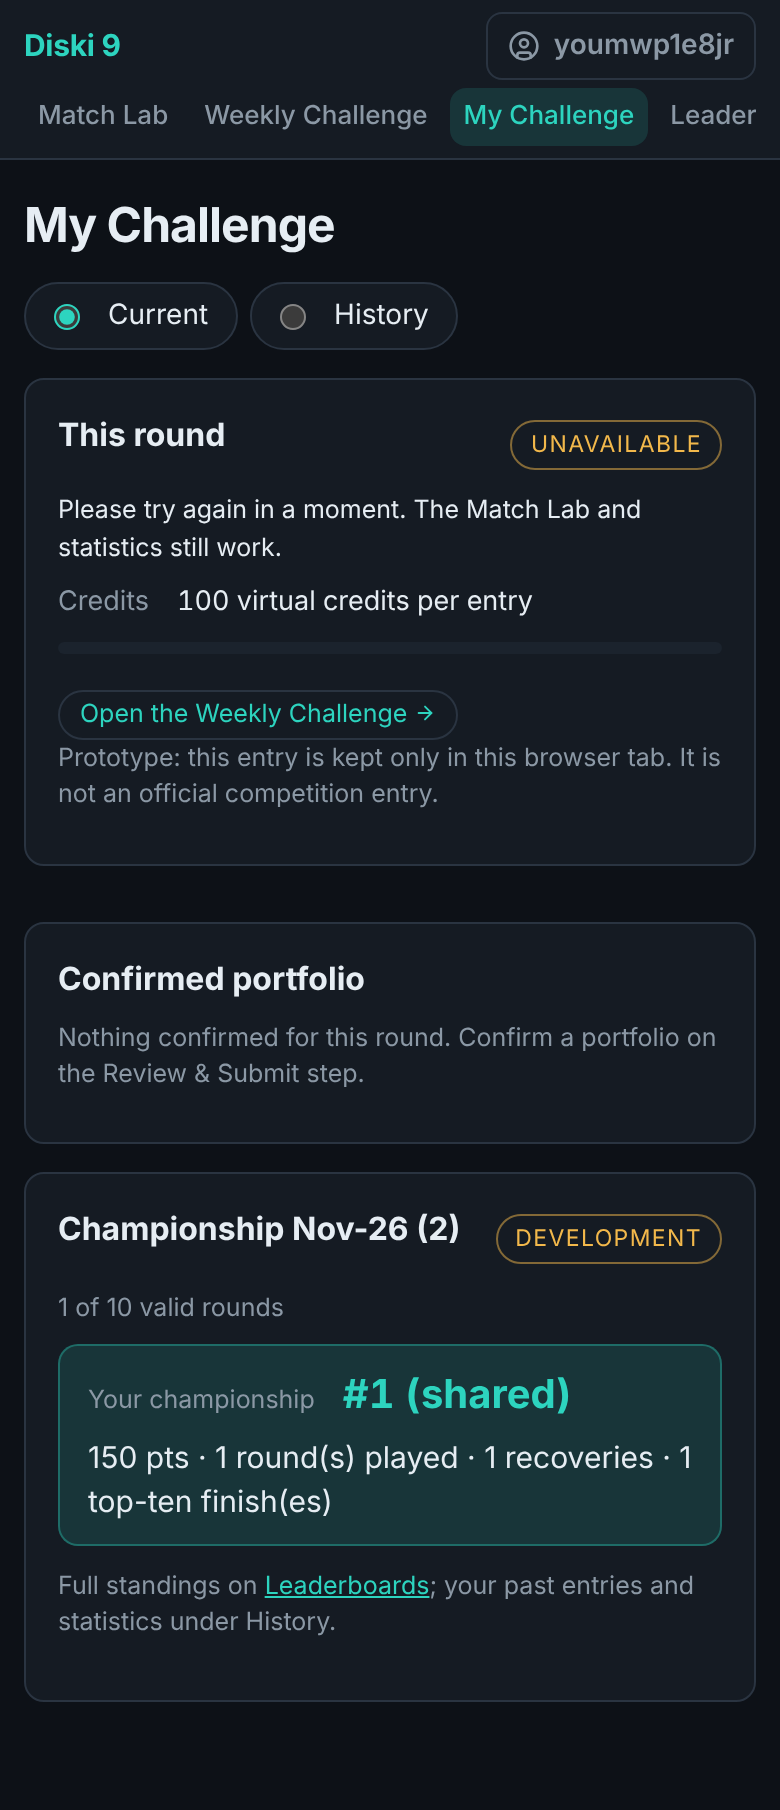 Diski 9
youmwp1e8jr
Match Lab Weekly Challenge My Challenge Leader
My Challenge
Current History
This round
UNAVAILABLE
Please try again in a moment. The Match Lab and
statistics still work.
Credits 100 virtual credits per entry
Open the Weekly Challenge →
Prototype: this entry is kept only in this browser tab. It is
not an official competition entry.
Confirmed portfolio
Nothing confirmed for this round. Confirm a portfolio on
the Review & Submit step.
Championship Nov-26 (2)
DEVELOPMENT
1 of 10 valid rounds
Your championship #1 (shared)
150 pts · 1 round(s) played · 1 recoveries · 1
top-ten finish(es)
Full standings on Leaderboards; your past entries and
statistics under History.